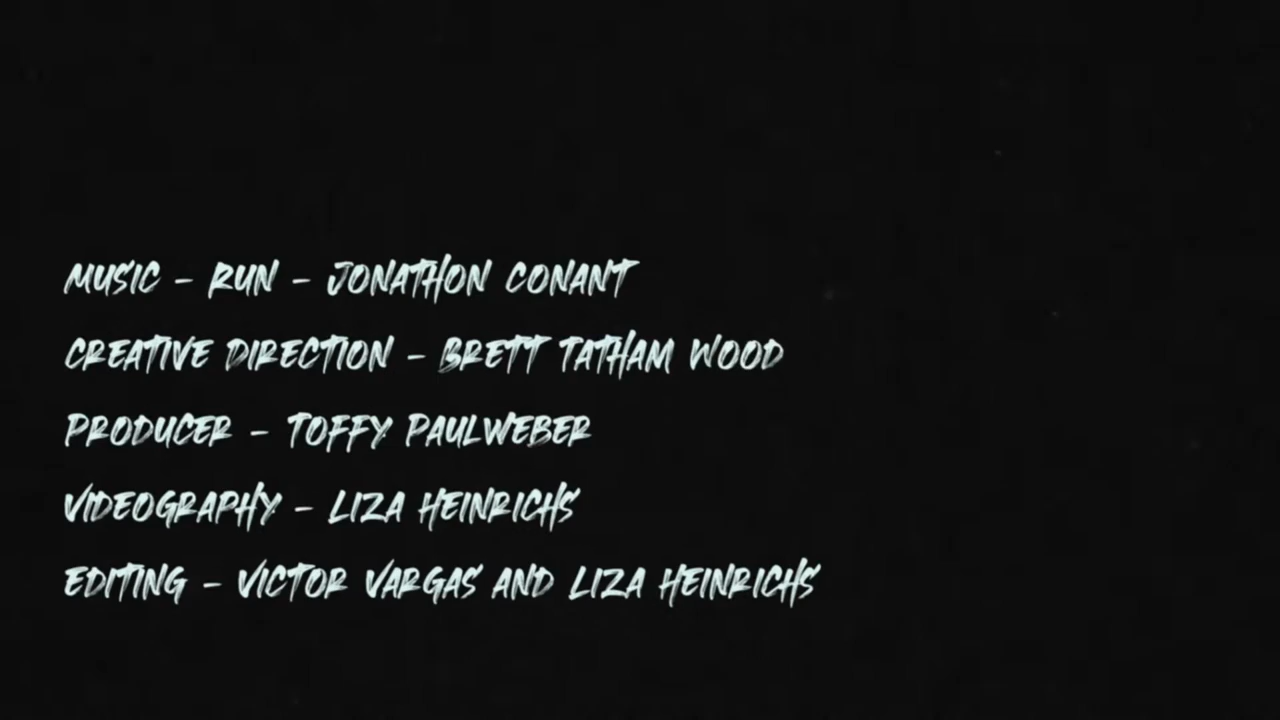 MUSIC - RUN - JONATHON CONANT
CREATIVE DIRECTION - BRETT TATHAM WOOD
PRODUCER - TOFFY PAULWEBER
VIDEOGRAPHY - LIZA HEINRICHS
EDITING - VICTOR VARGAS AND LIZA HEINRICHS